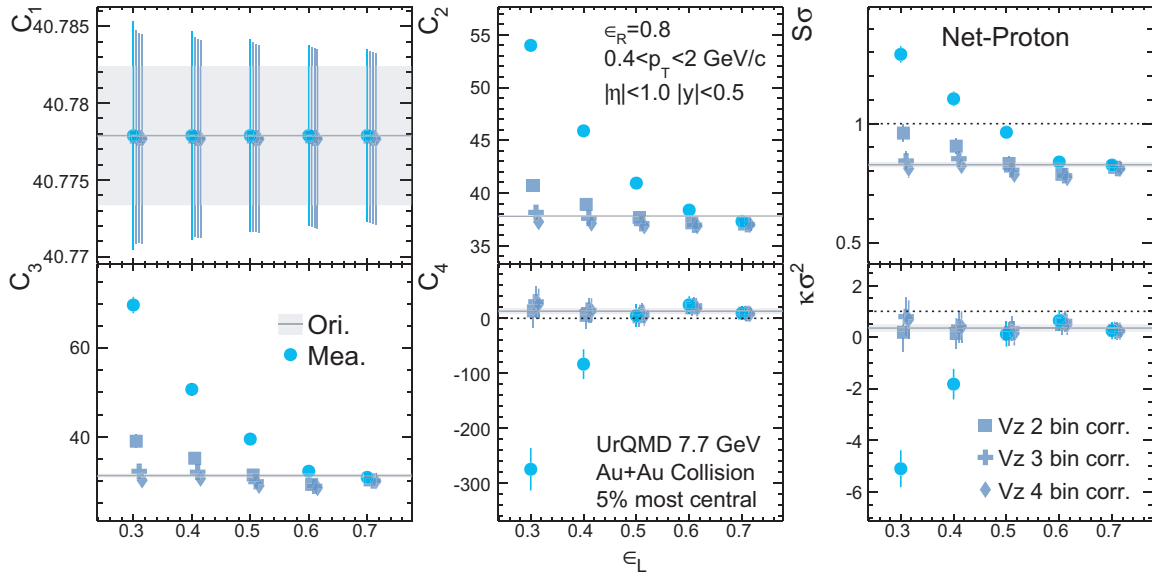 C1
40.785
40.78
40.775
40.77
C2
55
50
45
40
35
ϵR=0.8
0.4<pT<2 GeV/c
|η|<1.0 |y|<0.5
Sσ
1
0.5
Net-Proton
C3
60
40
Ori.
Mea.
0.3 0.4 0.5 0.6 0.7
C4
0
-100
-200
-300
UrQMD 7.7 GeV
Au+Au Collision
5% most central
0.3 0.4 0.5 0.6 0.7
ϵL
κσ²
2
0
-2
-4
-6
Vz 2 bin corr.
Vz 3 bin corr.
Vz 4 bin corr.
0.3 0.4 0.5 0.6 0.7